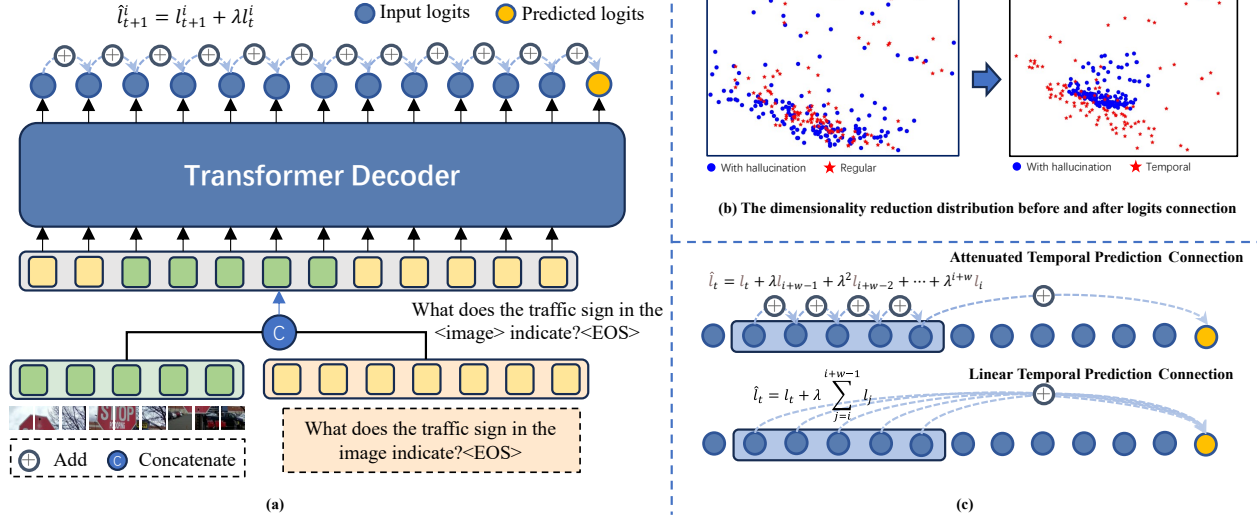 l̂ⁱₜ₊₁ = lⁱₜ₊₁ + λlⁱₜ
Input logits
Predicted logits
Transformer Decoder
What does the traffic sign in the
<image> indicate?<EOS>
C
STOP
What does the traffic sign in the
image indicate?<EOS>
Add
C Concatenate
(a)
With hallucination
Regular
With hallucination
Temporal
(b) The dimensionality reduction distribution before and after logits connection
Attenuated Temporal Prediction Connection
l̂ₜ = lₜ + λlᵢ₊w₋₁ + λ²lᵢ₊w₋₂ + ⋯ + λⁱ⁺ʷlᵢ
Linear Temporal Prediction Connection
l̂ₜ = lₜ + λ ∑_{j=i}^{i+w−1} lⱼ
(c)